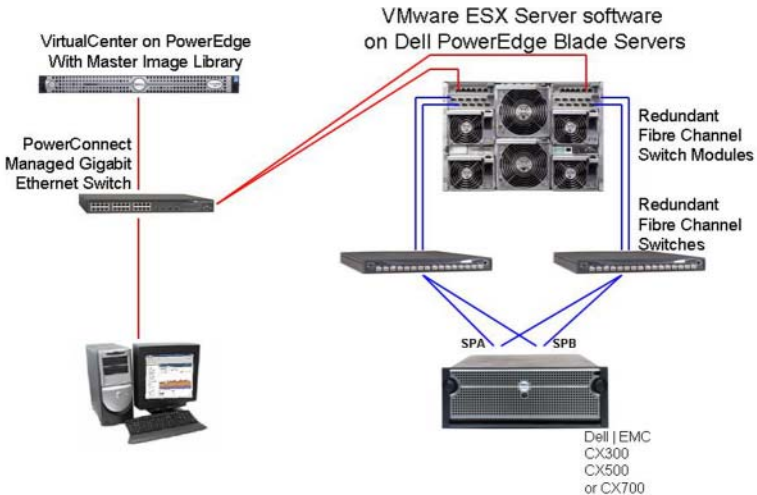 VMware ESX Server software
on Dell PowerEdge Blade Servers
VirtualCenter on PowerEdge
With Master Image Library
PowerConnect
Managed Gigabit
Ethernet Switch
Redundant
Fibre Channel
Switch Modules
Redundant
Fibre Channel
Switches
SPA
SPB
Dell | EMC
CX300
CX500
or CX700